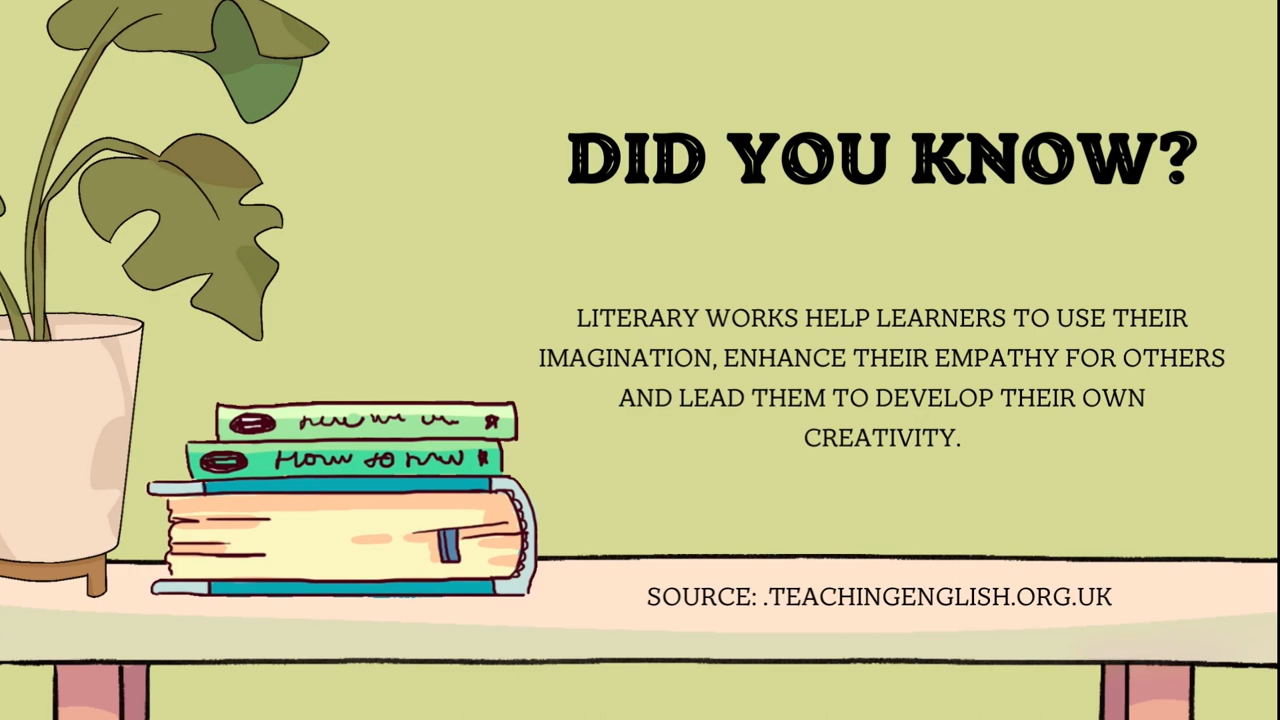 DID YOU KNOW?
LITERARY WORKS HELP LEARNERS TO USE THEIR
IMAGINATION, ENHANCE THEIR EMPATHY FOR OTHERS
AND LEAD THEM TO DEVELOP THEIR OWN
CREATIVITY.
SOURCE: .TEACHINGENGLISH.ORG.UK